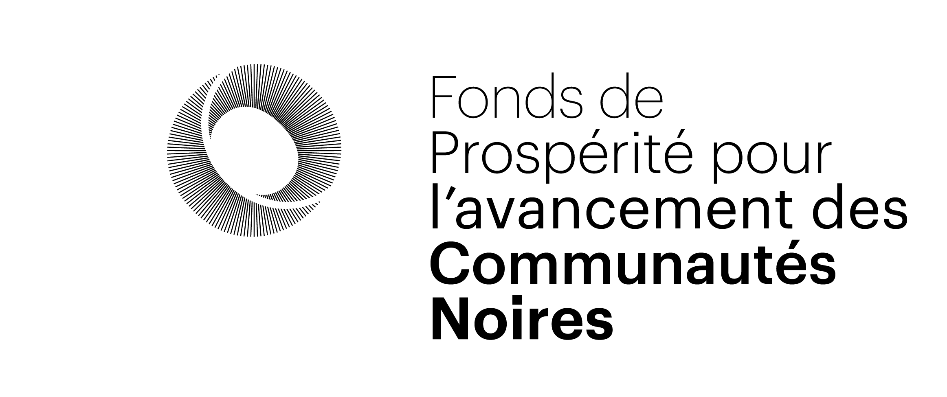 Fonds de
Prospérité pour
l’avancement des
Communautés
Noires